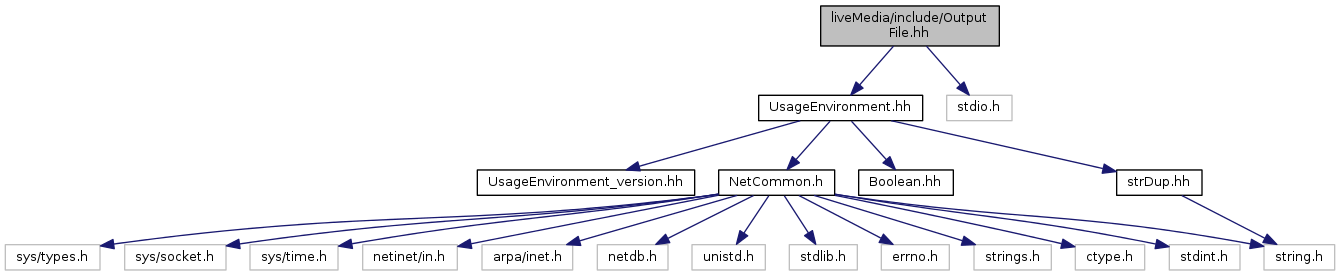 liveMedia/include/Output
File.hh
UsageEnvironment.hh
stdio.h
UsageEnvironment_version.hh
NetCommon.h
Boolean.hh
strDup.hh
sys/types.h
sys/socket.h
sys/time.h
netinet/in.h
arpa/inet.h
netdb.h
unistd.h
stdlib.h
errno.h
strings.h
ctype.h
stdint.h
string.h